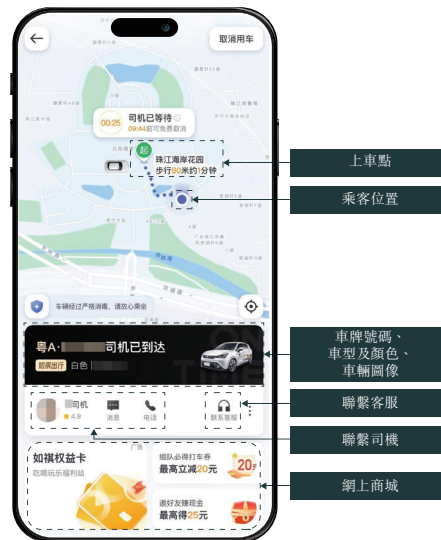 取消用车
00:25
司机已等待
09:44前可免费取消
起
珠江海岸花园
步行80米约1分钟
上車點
乘客位置
车辆经过严格消毒，请放心乘坐
粤A·
司机已到达
如祺出行
白色
ON
TIME
車牌號碼、
車型及顏色、
車輛圖像
司机
4.9
消息
电话
联系客服
聯繫客服
聯繫司機
广告
如祺权益卡
吃喝玩乐福利站
组队必得打车券
最高立减20元
20元
邀好友赚现金
最高得25元
網上商城